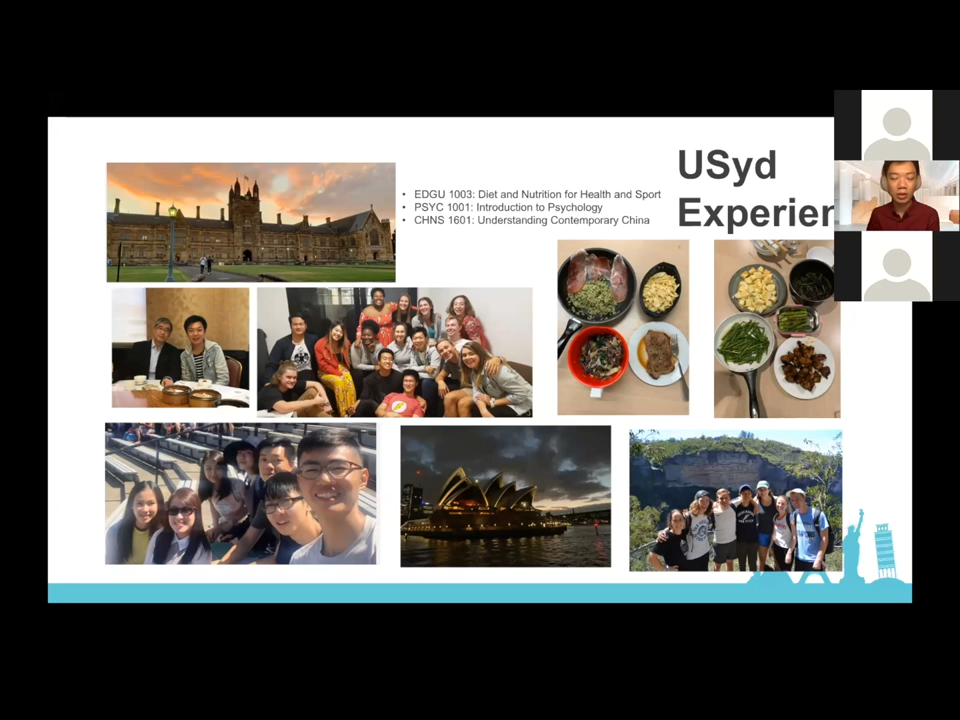 USyd
Experien
• EDGU 1003: Diet and Nutrition for Health and Sport
• PSYC 1001: Introduction to Psychology
• CHNS 1601: Understanding Contemporary China